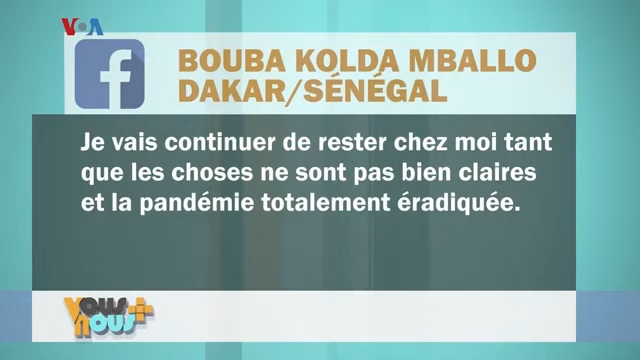 VOA
BOUBA KOLDA MBALLO
DAKAR/SÉNÉGAL
Je vais continuer de rester chez moi tant
que les choses ne sont pas bien claires
et la pandémie totalement éradiquée.
VOUS
NOUS